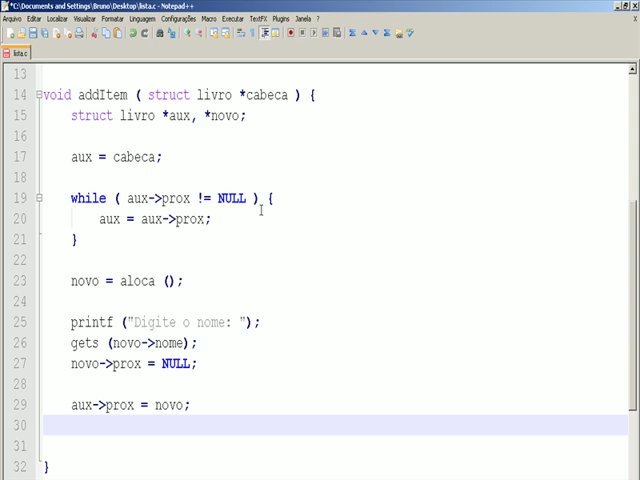 *C:\Documents and Settings\Bruno\Desktop\lista.c - Notepad++
Arquivo Editar Localizar Visualizar Formatar Linguagem Configurações Macro Executar TextFX Plugins Janela ?
X
lista.c
13
14 void addItem ( struct livro *cabeca ) {
15 struct livro *aux, *novo;
16
17 aux = cabeca;
18
19 while ( aux->prox != NULL ) {
20 aux = aux->prox;
21 }
22
23 novo = aloca ();
24
25 printf ("Digite o nome: ");
26 gets (novo->nome);
27 novo->prox = NULL;
28
29 aux->prox = novo;
30
31
32 }